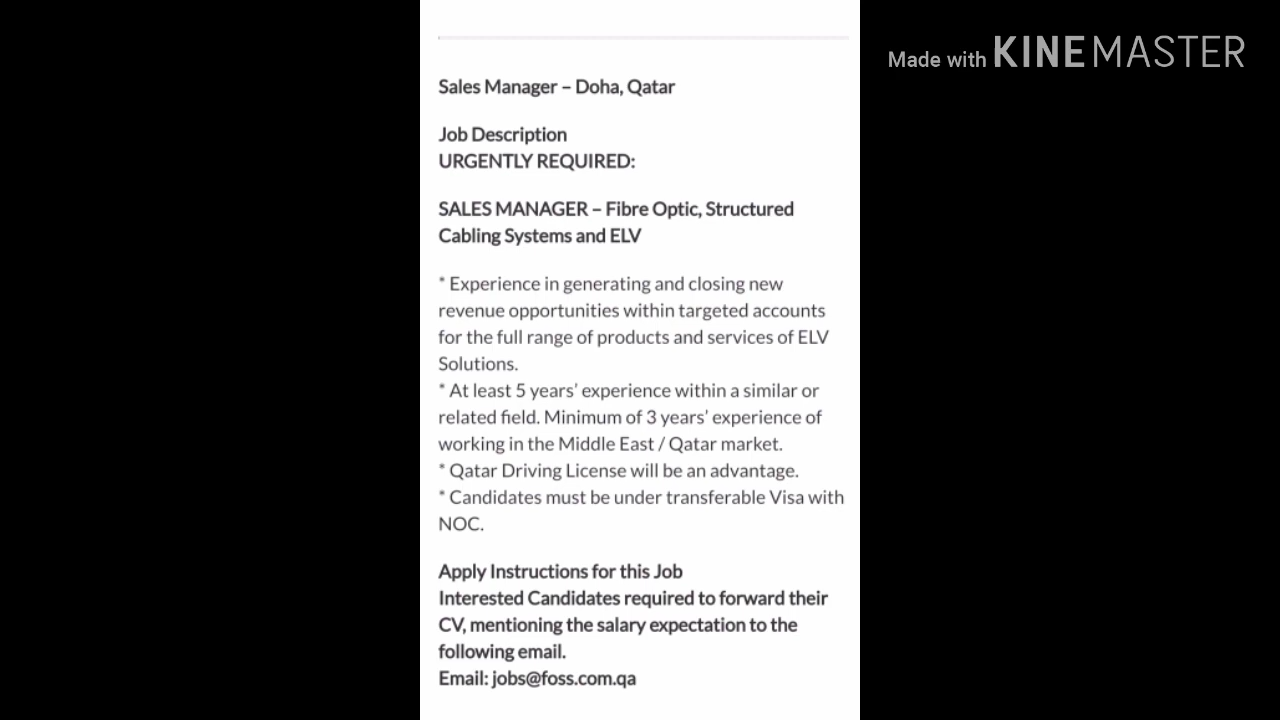 Made with KINEMASTER
Sales Manager – Doha, Qatar
Job Description
URGENTLY REQUIRED:
SALES MANAGER – Fibre Optic, Structured
Cabling Systems and ELV
* Experience in generating and closing new
revenue opportunities within targeted accounts
for the full range of products and services of ELV
Solutions.
* At least 5 years' experience within a similar or
related field. Minimum of 3 years' experience of
working in the Middle East / Qatar market.
* Qatar Driving License will be an advantage.
* Candidates must be under transferable Visa with
NOC.
Apply Instructions for this Job
Interested Candidates required to forward their
CV, mentioning the salary expectation to the
following email.
Email: jobs@foss.com.qa